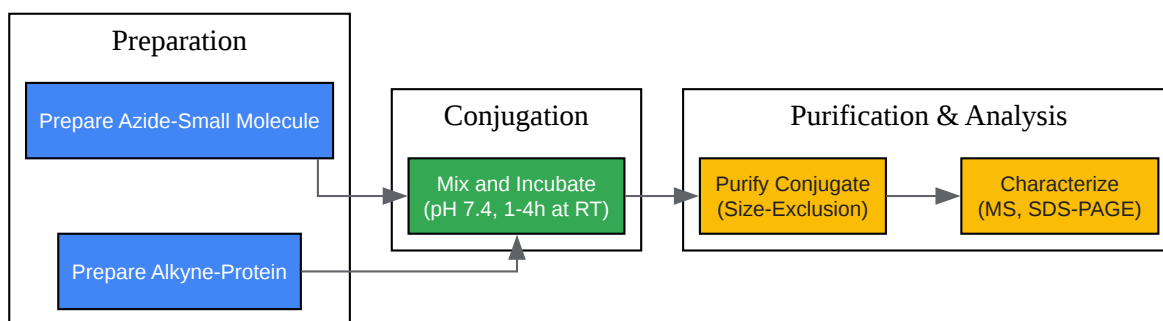 Preparation
Prepare Azide-Small Molecule
Prepare Alkyne-Protein
Conjugation
Mix and Incubate
(pH 7.4, 1-4h at RT)
Purification & Analysis
Purify Conjugate
(Size-Exclusion)
Characterize
(MS, SDS-PAGE)